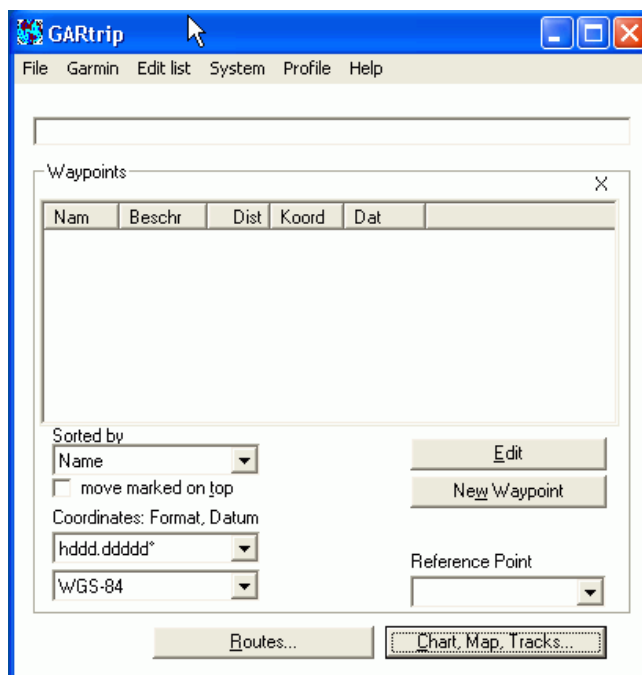 GARtrip
File Garmin Edit list System Profile Help
Waypoints
X
Nam Beschr Dist Koord Dat
Sorted by
Name
Edit
move marked on top
New Waypoint
Coordinates: Format, Datum
hddd.ddddd°
Reference Point
WGS-84
Routes... Chart, Map, Tracks...